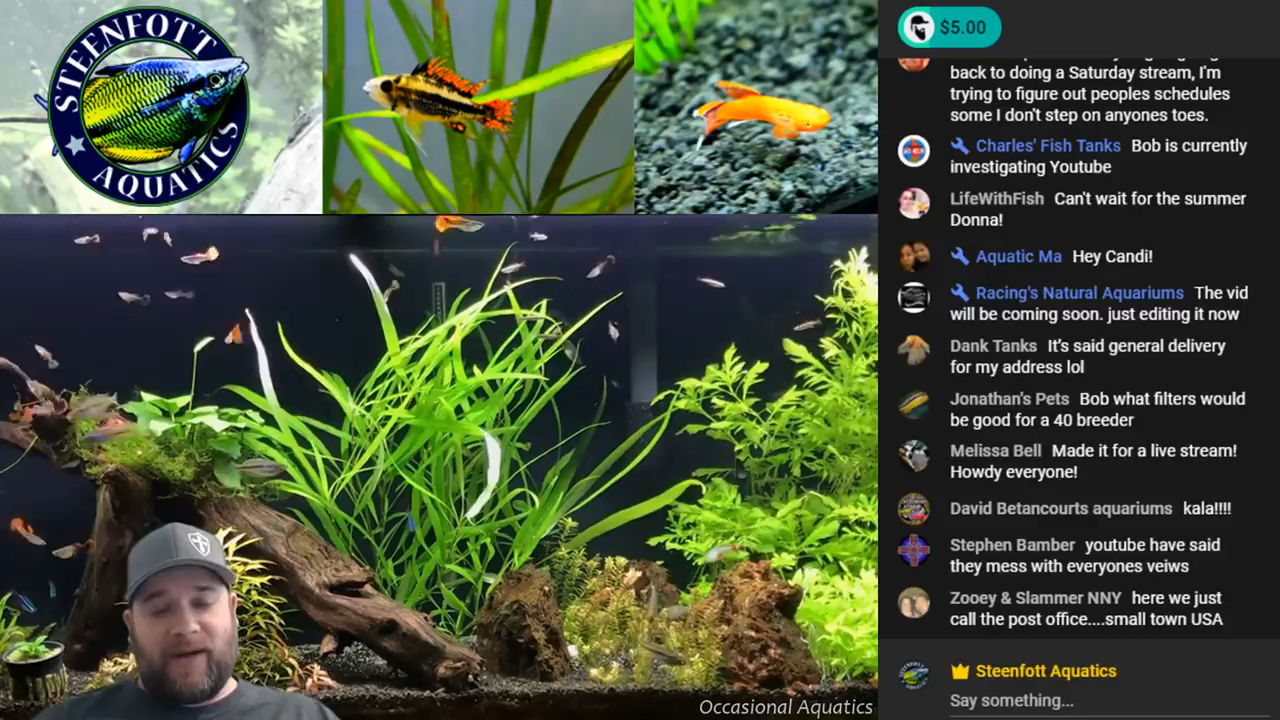 STEENFOTT
AQUATICS
$5.00
back to doing a Saturday stream, I'm
trying to figure out peoples schedules
some I don't step on anyones toes.
Charles' Fish Tanks Bob is currently
investigating Youtube
LifeWithFish Can't wait for the summer
Donna!
Aquatic Ma Hey Candi!
Racing's Natural Aquariums The vid
will be coming soon. just editing it now
Dank Tanks It's said general delivery
for my address lol
Jonathan's Pets Bob what filters would
be good for a 40 breeder
Melissa Bell Made it for a live stream!
Howdy everyone!
David Betancourts aquariums kala!!!!
Stephen Bamber youtube have said
they mess with everyones veiws
Zooey & Slammer NNY here we just
call the post office....small town USA
Steenfott Aquatics
Say something...
Occasional Aquatics